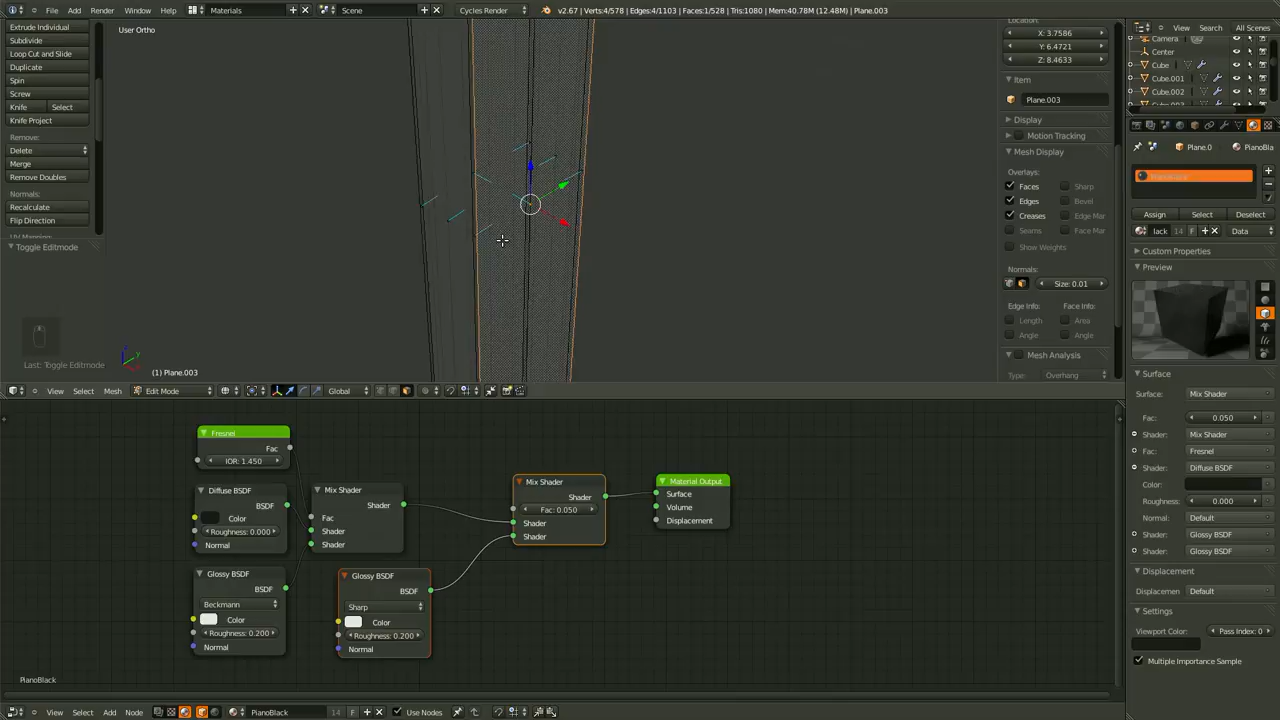 File
Add
Render
Window
Help
Materials
Scene
Cycles Render
v2.67 | Verts:4/578 | Edges:4/1103 | Faces:1/528 | Tris:1080 | Mem:40.78M (12.48M) | Plane.003
View
Search
All Scenes
Extrude Individual
Subdivide
Loop Cut and Slide
Duplicate
Spin
Screw
Knife
Select
Knife Project
Remove:
Delete
Merge
Remove Doubles
Normals:
Recalculate
Flip Direction
Toggle Editmode
User Ortho
Last: Toggle Editmode
(1) Plane.003
Location:
X: 3.7586
Y: 6.4721
Z: 8.4633
Item
Plane.003
Display
Motion Tracking
Mesh Display
Overlays:
Faces
Sharp
Edges
Bevel
Creases
Edge Mar
Seams
Face Mar
Show Weights
Normals:
Size: 0.01
Edge Info:
Face Info:
Length
Area
Angle
Angle
Mesh Analysis
Type:
Overhang
Camera
Center
Cube
Cube.001
Cube.002
Cube.003
Plane.0
PianoBla
Assign
Select
Deselect
lack
14
F
Data
Custom Properties
Preview
Surface
Surface:
Mix Shader
Fac:
0.050
Shader:
Mix Shader
Fac:
Fresnel
Shader:
Diffuse BSDF
Color:
Roughness:
0.000
Normal:
Default
Shader:
Glossy BSDF
Shader:
Glossy BSDF
Displacement
Displacemen
Default
Settings
Viewport Color:
Pass Index: 0
Multiple Importance Sample
View
Select
Mesh
Edit Mode
Global
Fresnel
Fac
IOR: 1.450
Diffuse BSDF
BSDF
Color
Roughness: 0.000
Normal
Glossy BSDF
BSDF
Beckmann
Color
Roughness: 0.200
Normal
Mix Shader
Shader
Fac
Shader
Shader
Glossy BSDF
BSDF
Sharp
Color
Roughness: 0.200
Normal
Mix Shader
Shader
Fac: 0.050
Shader
Shader
Material Output
Surface
Volume
Displacement
PianoBlack
View
Select
Add
Node
PianoBlack
14
F
Use Nodes